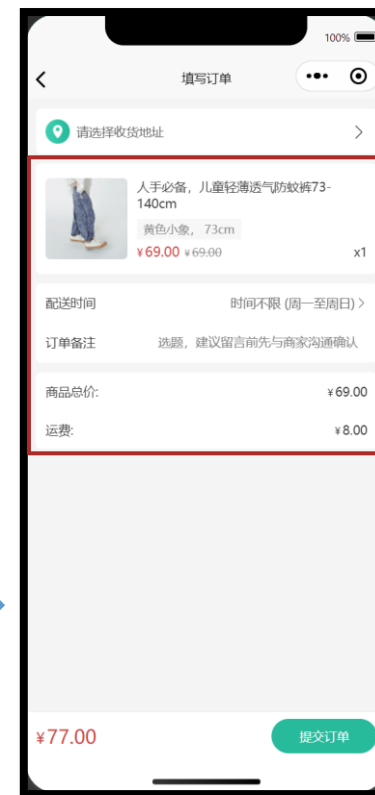 100%
填写订单
请选择收货地址
人手必备，儿童轻薄透气防蚊裤73-
140cm
黄色小象， 73cm
¥69.00 ¥69.00
x1
配送时间 时间不限 (周一至周日)
订单备注 选题，建议留言前先与商家沟通确认
商品总价: ¥69.00
运费: ¥8.00
¥77.00 提交订单